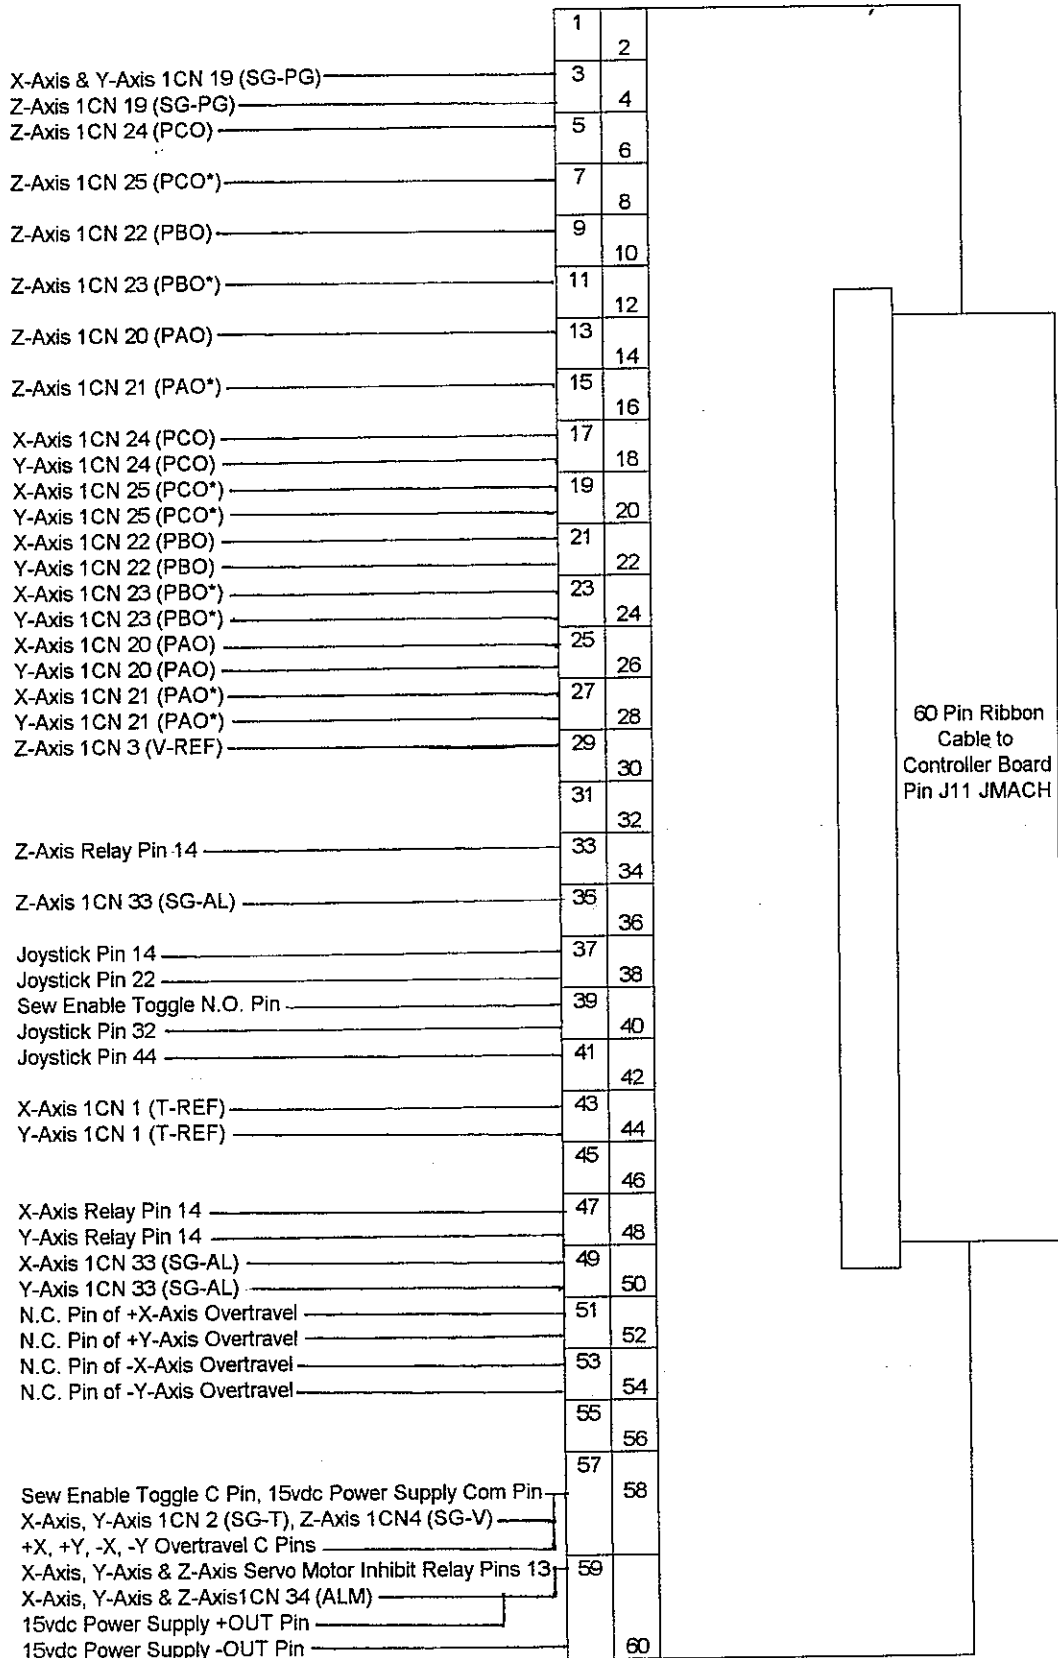 1
2
X-Axis & Y-Axis 1CN 19 (SG-PG)
3
Z-Axis 1CN 19 (SG-PG)
4
Z-Axis 1CN 24 (PCO)
5
6
Z-Axis 1CN 25 (PCO*)
7
8
Z-Axis 1CN 22 (PBO)
9
10
Z-Axis 1CN 23 (PBO*)
11
12
Z-Axis 1CN 20 (PAO)
13
14
Z-Axis 1CN 21 (PAO*)
15
16
X-Axis 1CN 24 (PCO)
17
Y-Axis 1CN 24 (PCO)
18
X-Axis 1CN 25 (PCO*)
19
Y-Axis 1CN 25 (PCO*)
20
X-Axis 1CN 22 (PBO)
21
Y-Axis 1CN 22 (PBO)
22
X-Axis 1CN 23 (PBO*)
23
Y-Axis 1CN 23 (PBO*)
24
X-Axis 1CN 20 (PAO)
25
Y-Axis 1CN 20 (PAO)
26
X-Axis 1CN 21 (PAO*)
27
Y-Axis 1CN 21 (PAO*)
28
Z-Axis 1CN 3 (V-REF)
29
30
31
32
Z-Axis Relay Pin 14
33
34
Z-Axis 1CN 33 (SG-AL)
35
36
Joystick Pin 14
37
Joystick Pin 22
38
Sew Enable Toggle N.O. Pin
39
Joystick Pin 32
40
Joystick Pin 44
41
42
X-Axis 1CN 1 (T-REF)
43
Y-Axis 1CN 1 (T-REF)
44
45
46
X-Axis Relay Pin 14
47
Y-Axis Relay Pin 14
48
X-Axis 1CN 33 (SG-AL)
49
Y-Axis 1CN 33 (SG-AL)
50
N.C. Pin of +X-Axis Overtravel
51
N.C. Pin of +Y-Axis Overtravel
52
N.C. Pin of -X-Axis Overtravel
53
N.C. Pin of -Y-Axis Overtravel
54
55
56
57
Sew Enable Toggle C Pin, 15vdc Power Supply Com Pin
58
X-Axis, Y-Axis 1CN 2 (SG-T), Z-Axis 1CN4 (SG-V)
+X, +Y, -X, -Y Overtravel C Pins
X-Axis, Y-Axis & Z-Axis Servo Motor Inhibit Relay Pins 13
59
X-Axis, Y-Axis & Z-Axis1CN 34 (ALM)
15vdc Power Supply +OUT Pin
15vdc Power Supply -OUT Pin
60
60 Pin Ribbon
Cable to
Controller Board
Pin J11 JMACH